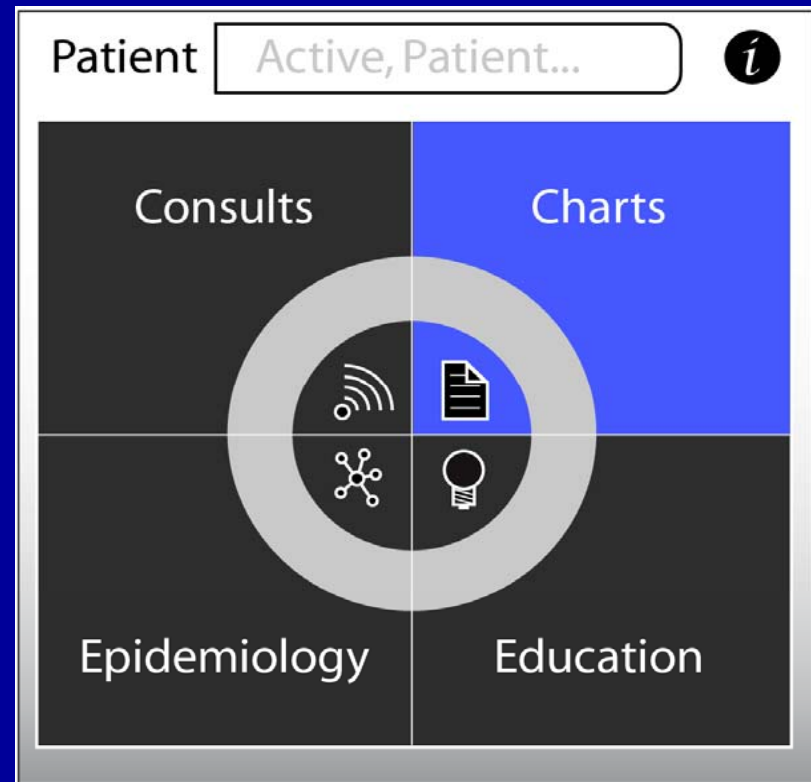 Patient Active, Patient... i
Consults Charts
Epidemiology Education